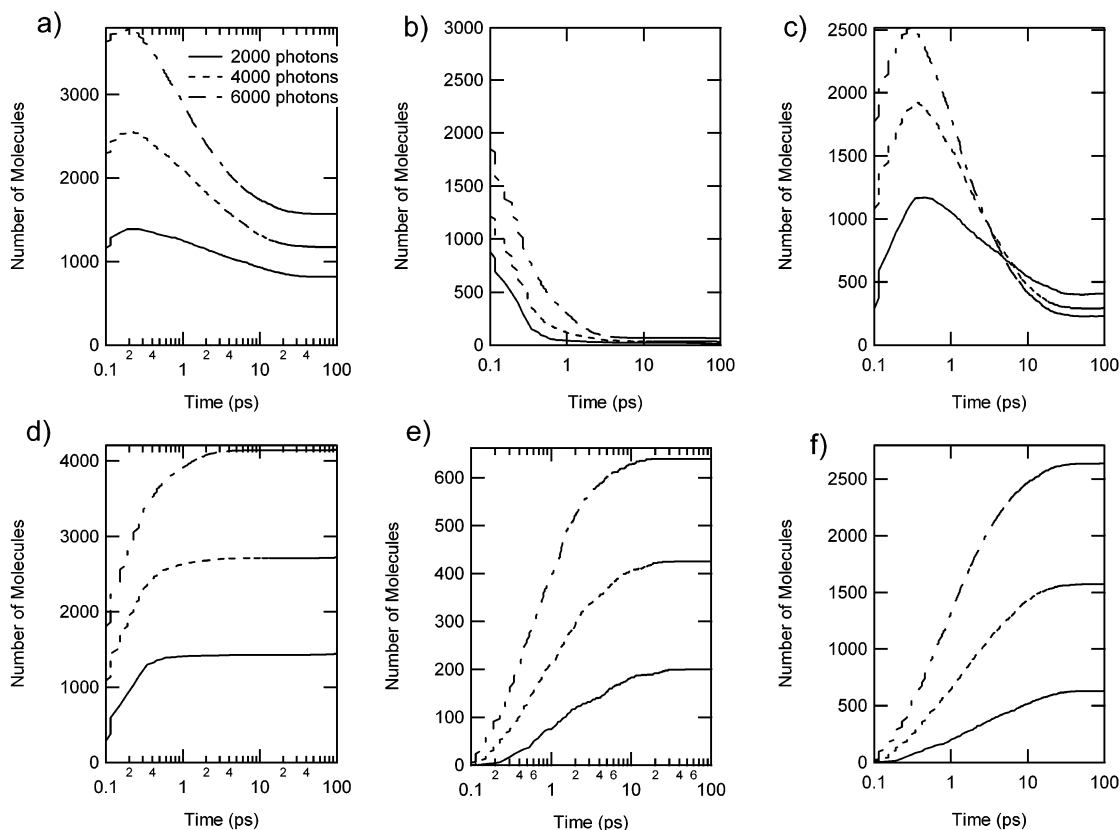 a)
2000 photons
4000 photons
6000 photons
3000
2000
1000
0
0.1 2 4 1 2 4 10 2 4 100
Number of Molecules
Time (ps)
b)
3000
2500
2000
1500
1000
500
0
0.1 1 10 100
Number of Molecules
Time (ps)
c)
2500
2000
1500
1000
500
0
0.1 1 10 100
Number of Molecules
Time (ps)
d)
4000
3000
2000
1000
0
0.1 2 4 1 2 4 10 2 4 100
Number of Molecules
Time (ps)
e)
600
500
400
300
200
100
0
0.1 2 4 6 1 2 4 6 10 2 4 6 100
Number of Molecules
Time (ps)
f)
2500
2000
1500
1000
500
0
0.1 1 10 100
Number of Molecules
Time (ps)